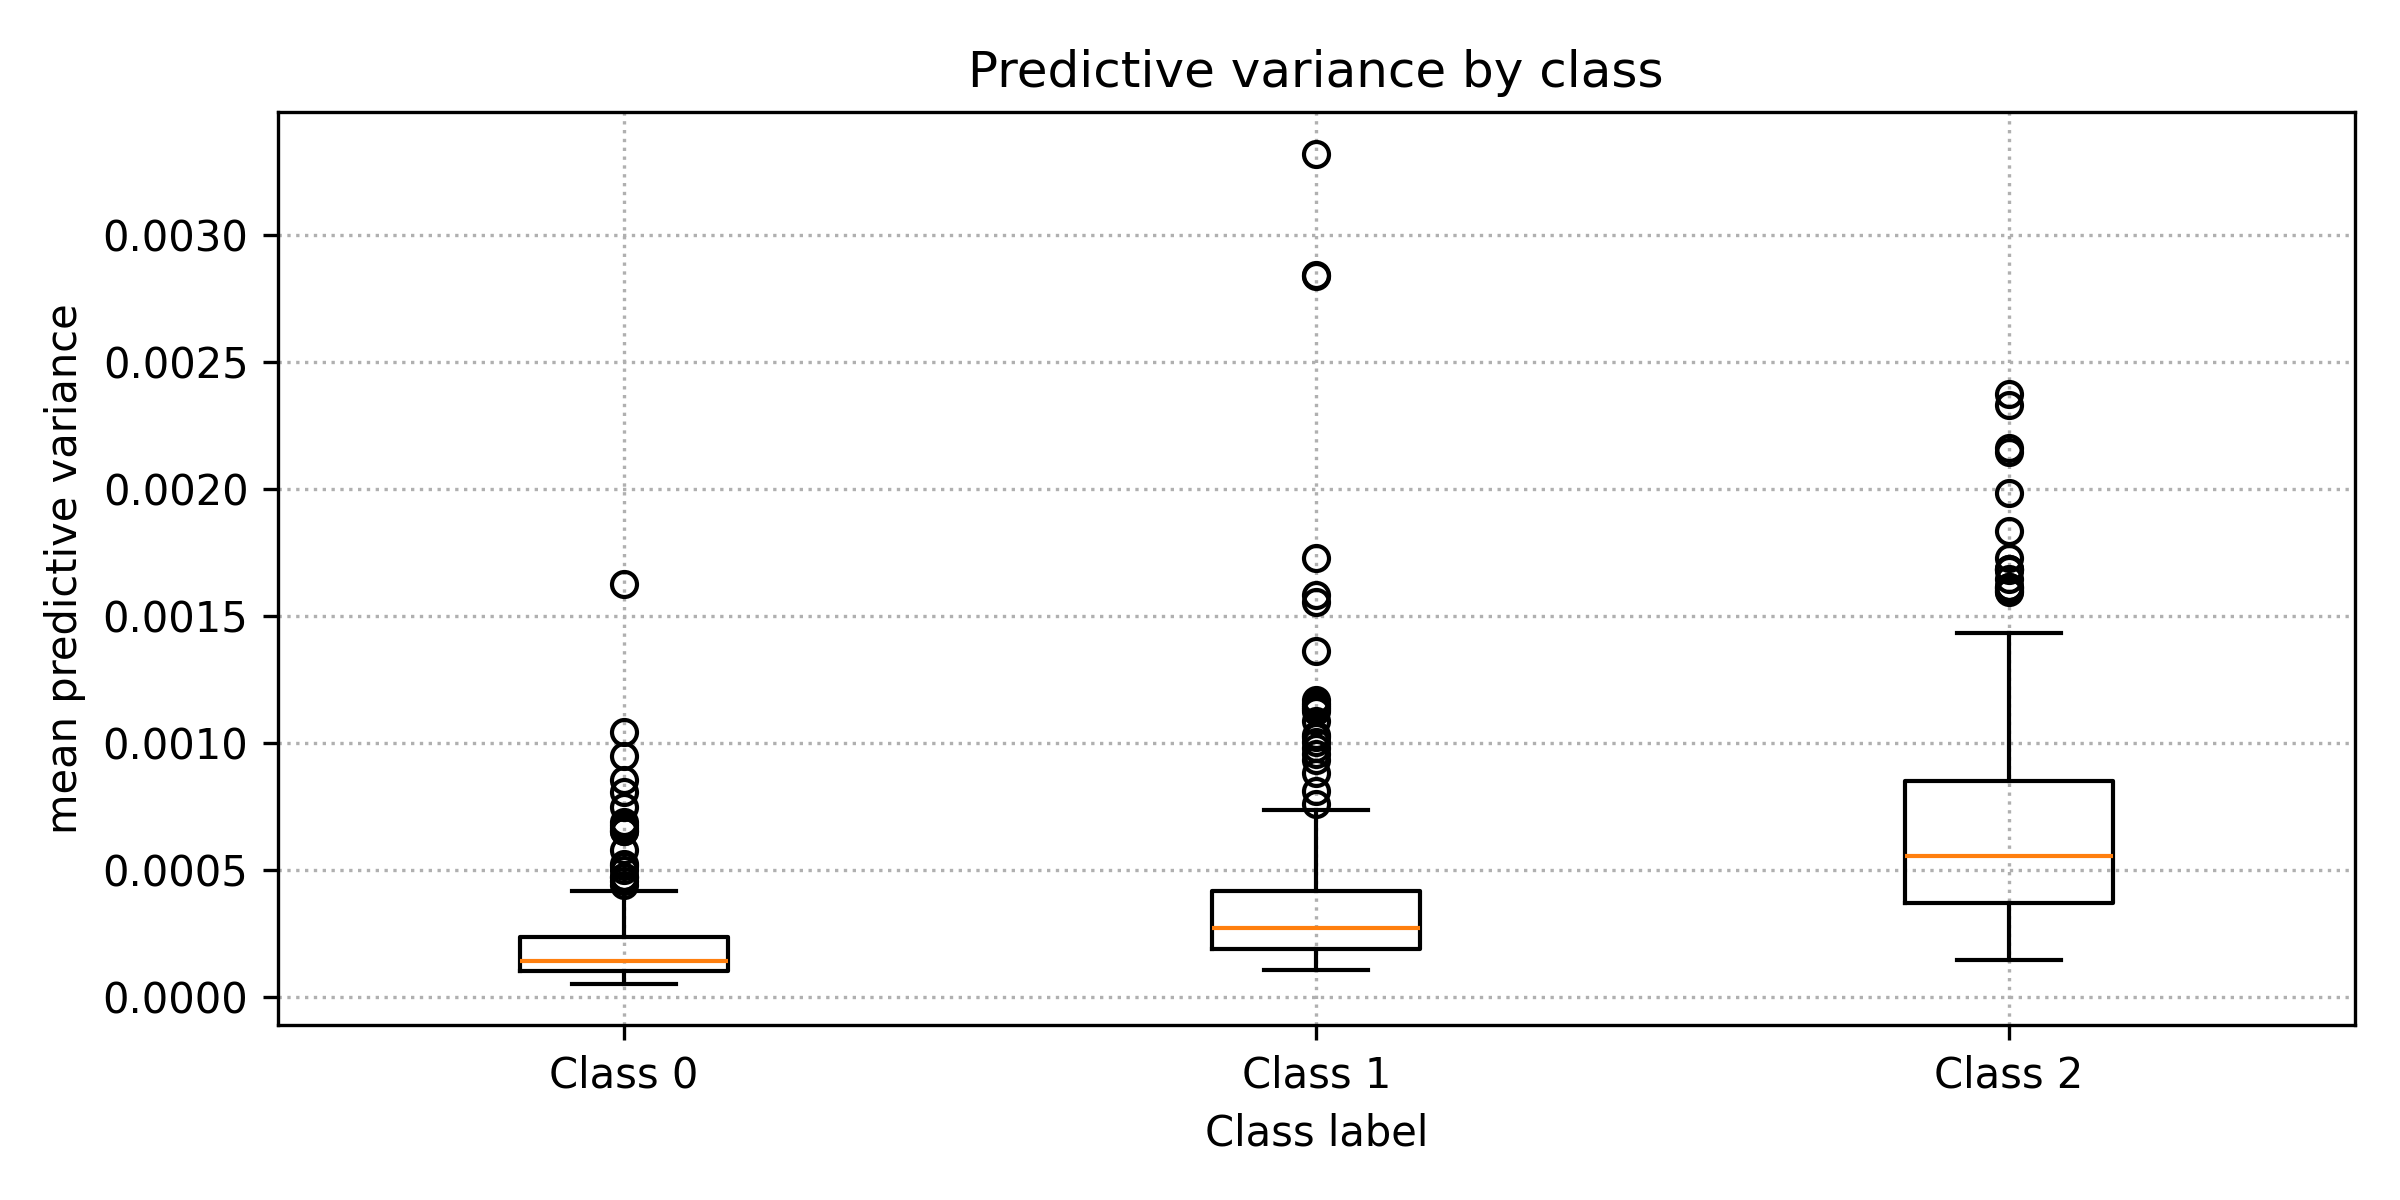 Predictive variance by class
mean predictive variance
0.0030
0.0025
0.0020
0.0015
0.0010
0.0005
0.0000
Class 0
Class 1
Class 2
Class label